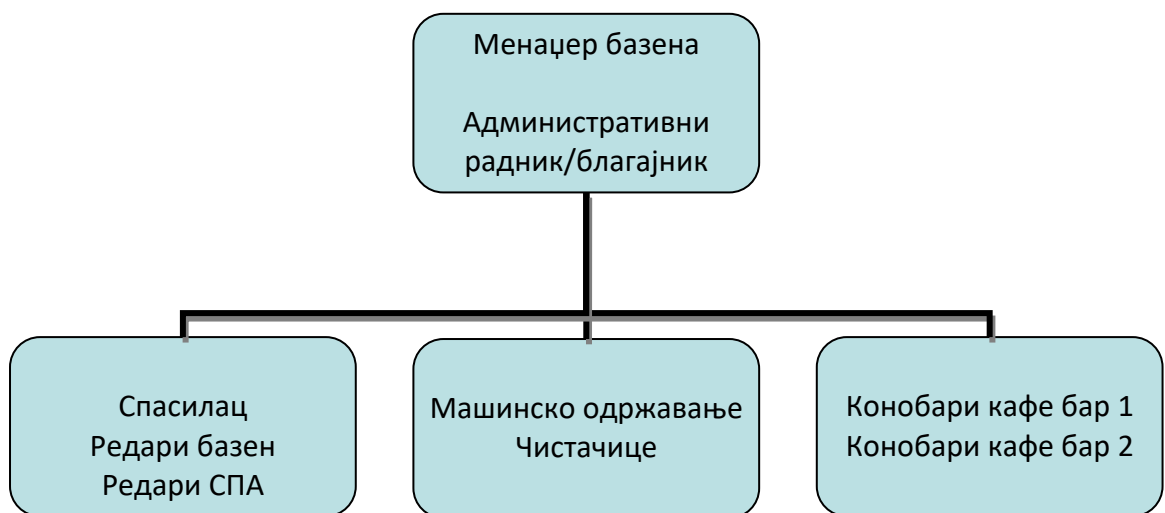 Менаџер базена
Административни
радник/благајник
Спасилац
Редари базен
Редари СПА
Машинско одржавање
Чистачице
Конобари кафе бар 1
Конобари кафе бар 2